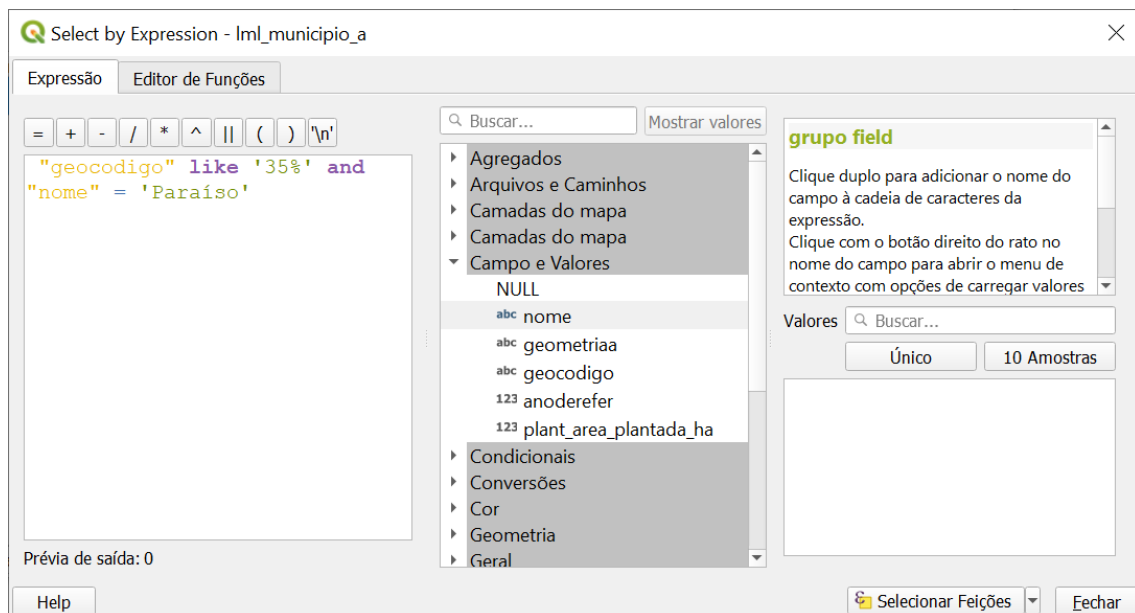 Select by Expression - lml_municipio_a
Expressão
Editor de Funções
= + - / * ^ || ( ) '\n'
"geocodigo" like '35%' and
"nome" = 'Paraíso'
Prévia de saída: 0
Buscar...
Mostrar valores
Agregados
Arquivos e Caminhos
Camadas do mapa
Camadas do mapa
Campo e Valores
NULL
abc nome
abc geometriaa
abc geocodigo
123 anoderefer
123 plant_area_plantada_ha
Condicionais
Conversões
Cor
Geometria
Geral
grupo field
Clique duplo para adicionar o nome do
campo à cadeia de caracteres da
expressão.
Clique com o botão direito do rato no
nome do campo para abrir o menu de
contexto com opções de carregar valores
Valores
Buscar...
Único
10 Amostras
Help
Selecionar Feições
Fechar